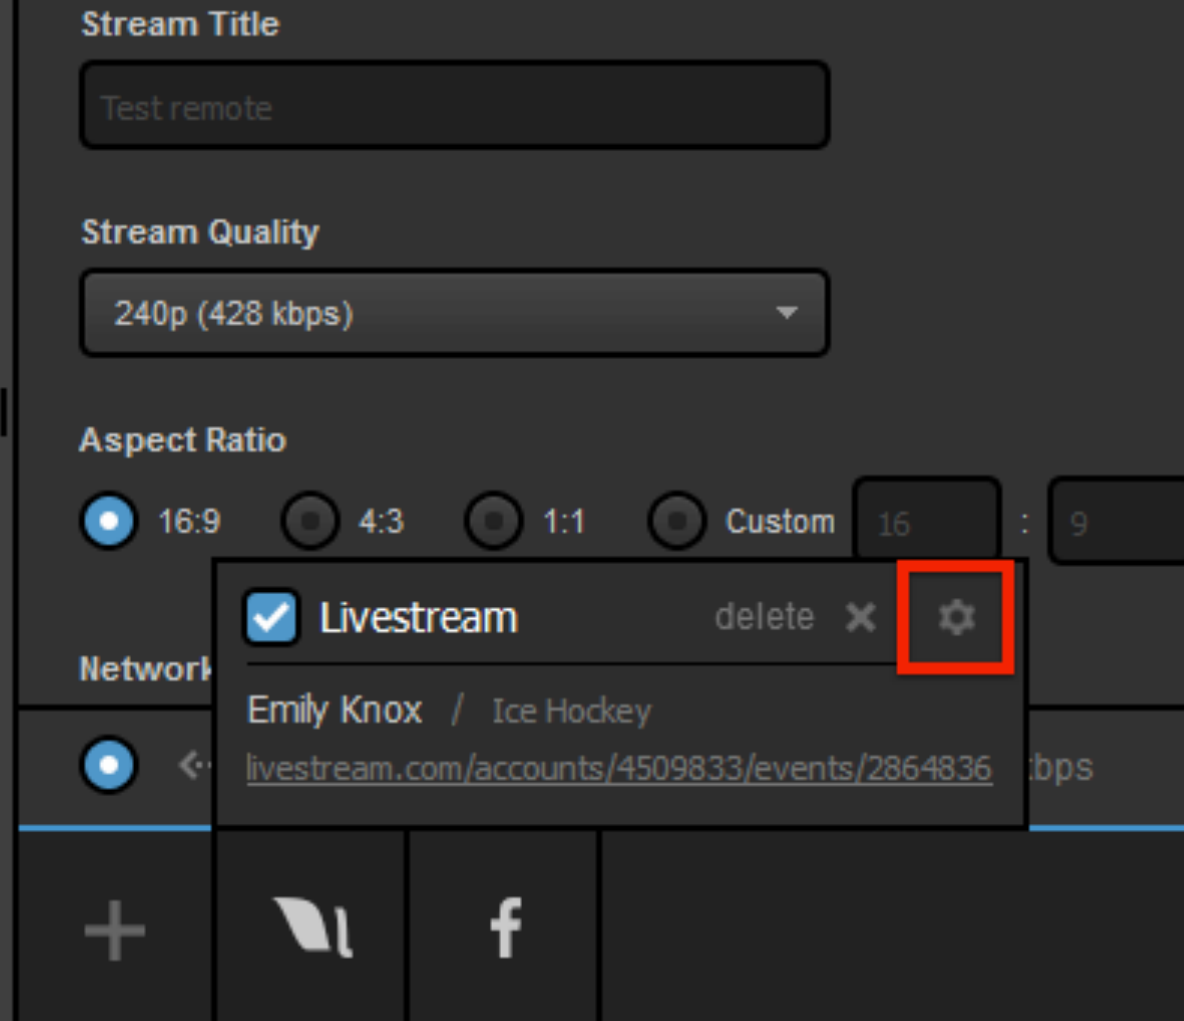 Stream Title
Test remote
Stream Quality
240p (428 kbps)
Aspect Ratio
16:9 4:3 1:1 Custom 16 : 9
Livestream delete
Network
Emily Knox / Ice Hockey
livestream.com/accounts/4509833/events/2864836
kbps